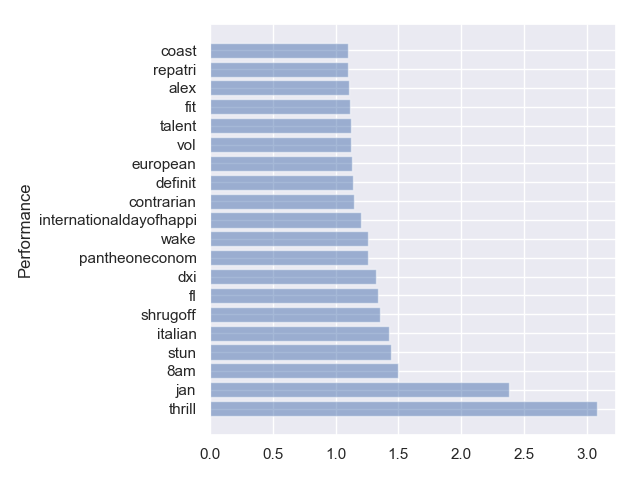 coast
repatri
alex
fit
talent
vol
european
definit
contrarian
internationaldayofhappi
wake
pantheoneconom
dxi
fl
shrugoff
italian
stun
8am
jan
thrill
Performance
0.0 0.5 1.0 1.5 2.0 2.5 3.0